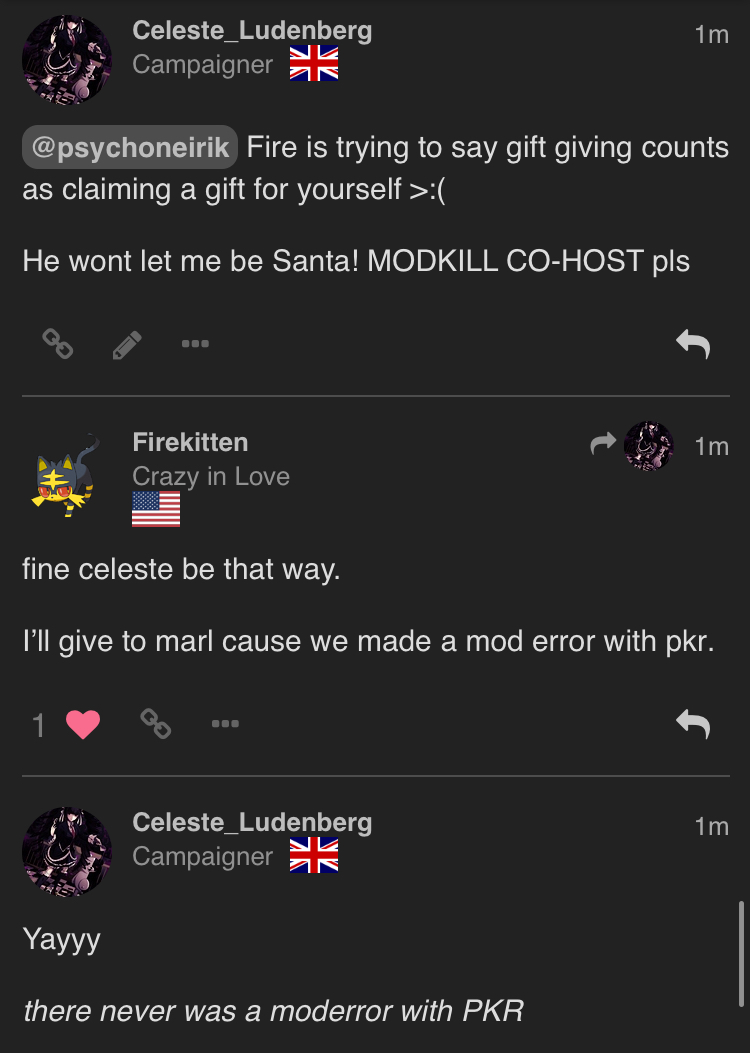 Celeste_Ludenberg 1m
Campaigner
@psychoneirik Fire is trying to say gift giving counts
as claiming a gift for yourself >:(
He wont let me be Santa! MODKILL CO-HOST pls
Firekitten 1m
Crazy in Love
fine celeste be that way.
I’ll give to marl cause we made a mod error with pkr.
1
Celeste_Ludenberg 1m
Campaigner
Yayyy
there never was a moderror with PKR